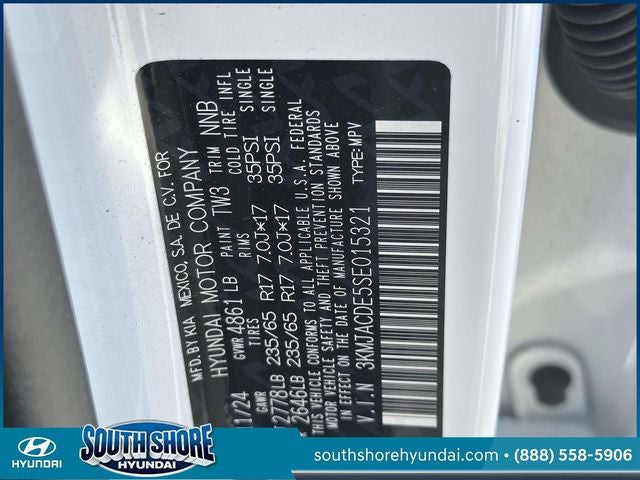 MFD.BY KIA MEXICO, S.A. DE C.V. FOR
HYUNDAI MOTOR COMPANY
1/24 GVWR 4861 LB PAINT TW3 TRIM NNB
GAWR TIRES RIMS COLD TIRE INFL
2778LB 235/65 R17 7.0J*17 35PSI SINGLE
2646LB 235/65 R17 7.0J*17 35PSI SINGLE
THIS VEHICLE CONFORMS TO ALL APPLICABLE U.S.A. FEDERAL
MOTOR VEHICLE SAFETY AND THEFT PREVENTION STANDARDS
IN EFFECT ON THE DATE OF MANUFACTURE SHOWN ABOVE
V.I.N 3KMJACDE5SE015321 TYPE:MPV
HYUNDAI
SOUTH SHORE
HYUNDAI
southshorehyundai.com • (888) 558-5906